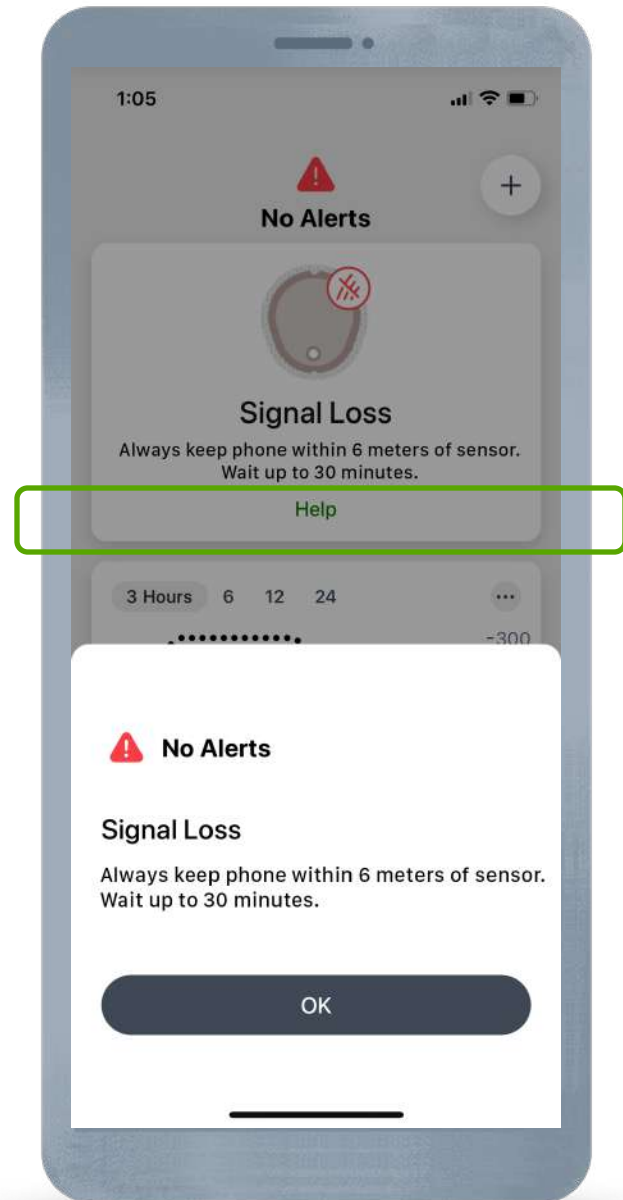 1:05
No Alerts
+
Signal Loss
Always keep phone within 6 meters of sensor.
Wait up to 30 minutes.
Help
3 Hours 6 12 24 ...
-300
No Alerts
Signal Loss
Always keep phone within 6 meters of sensor.
Wait up to 30 minutes.
OK